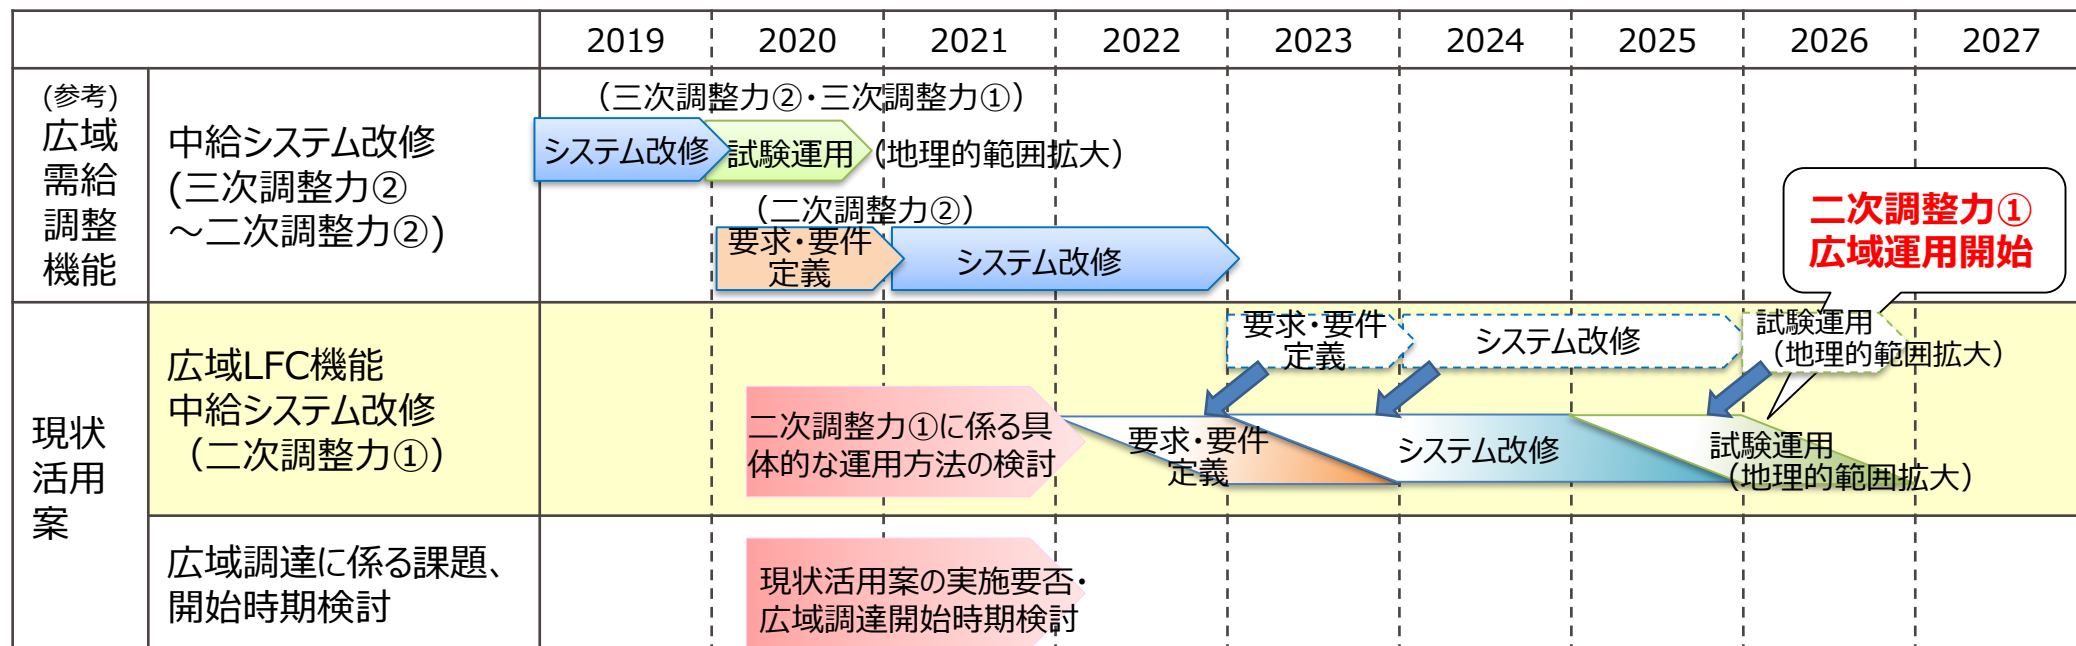 2019 2020 2021 2022 2023 2024 2025 2026 2027
(参考)
広域
需給
調整
機能
中給システム改修
(三次調整力②
～二次調整力②)
（三次調整力②・三次調整力①）
システム改修
試験運用
（地理的範囲拡大）
（二次調整力②）
要求・要件
定義
システム改修
二次調整力①
広域運用開始
現状
活用
案
広域LFC機能
中給システム改修
（二次調整力①）
要求・要件
定義
システム改修
試験運用
（地理的範囲拡大）
二次調整力①に係る具
体的な運用方法の検討
要求・要件
定義
システム改修
試験運用
（地理的範囲拡大）
広域調達に係る課題、
開始時期検討
現状活用案の実施要否・
広域調達開始時期検討